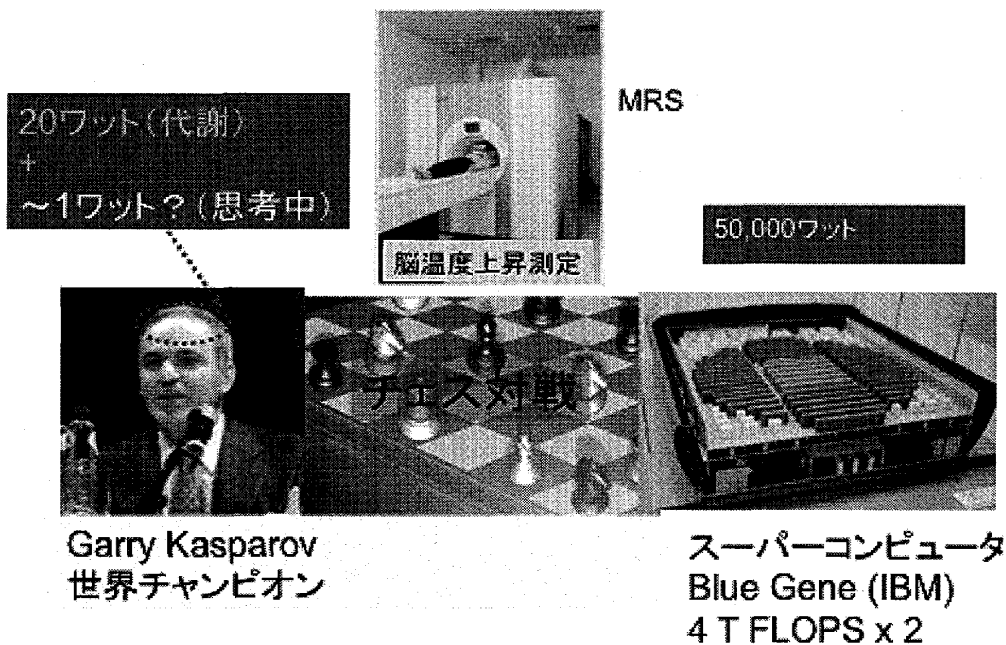 MRS
20ワット(代謝)
+
～1ワット？(思考中)
脳温度上昇測定
50,000ワット
チェス対戦
Garry Kasparov
世界チャンピオン
スーパーコンピュータ
Blue Gene (IBM)
4 T FLOPS x 2